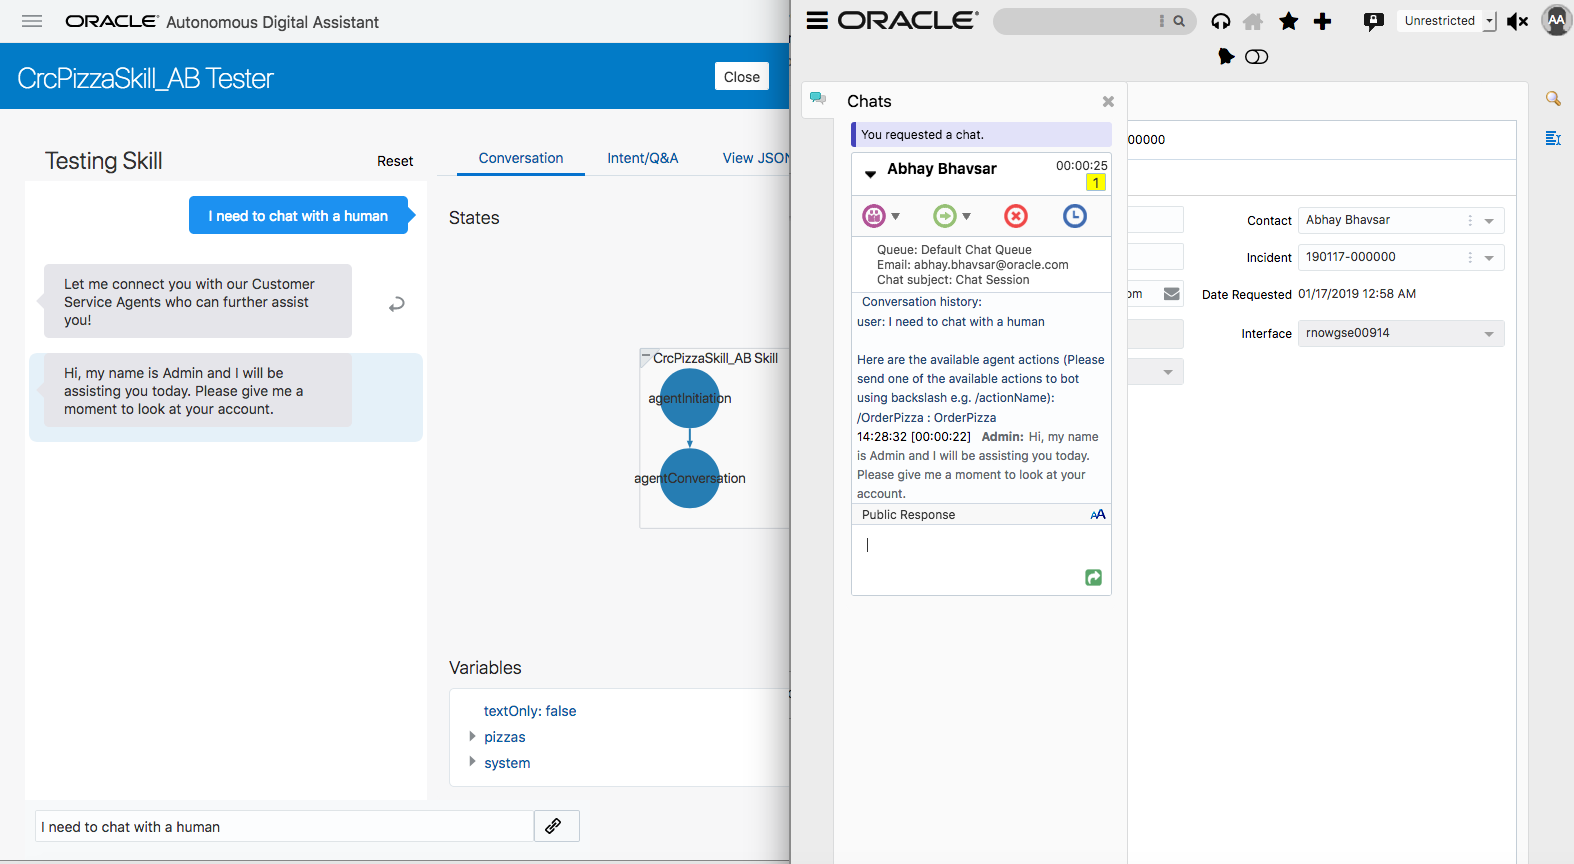 ORACLE® Autonomous Digital Assistant
CrcPizzaSkill_AB Tester
Close
Testing Skill
Reset
I need to chat with a human
Let me connect you with our Customer
Service Agents who can further assist
you!
Hi, my name is Admin and I will be
assisting you today. Please give me a
moment to look at your account.
I need to chat with a human
Conversation
Intent/Q&A
View JSON
States
CrcPizzaSkill_AB Skill
agentInitiation
agentConversation
Variables
textOnly: false
pizzas
system
ORACLE®
Unrestricted
AA
Chats
You requested a chat.
Abhay Bhavsar
00:00:25
1
Queue: Default Chat Queue
Email: abhay.bhavsar@oracle.com
Chat subject: Chat Session
Conversation history:
user: I need to chat with a human
Here are the available agent actions (Please
send one of the available actions to bot
using backslash e.g. /actionName):
/OrderPizza : OrderPizza
14:28:32 [00:00:22] Admin: Hi, my name
is Admin and I will be assisting you today.
Please give me a moment to look at your
account.
Public Response
AA
00000
om
Contact Abhay Bhavsar
Incident 190117-000000
Date Requested 01/17/2019 12:58 AM
Interface rnowgse00914